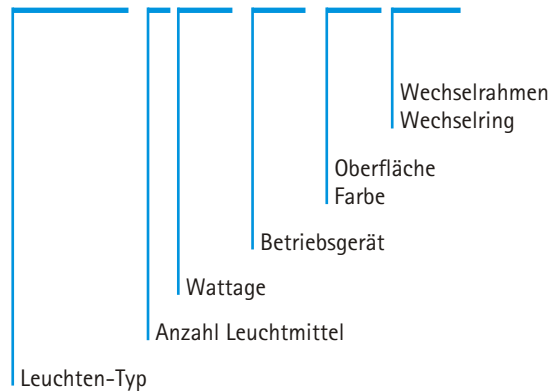 Wechselrahmen
Wechselring
Oberfläche
Farbe
Betriebsgerät
Wattage
Anzahl Leuchtmittel
Leuchten-Typ